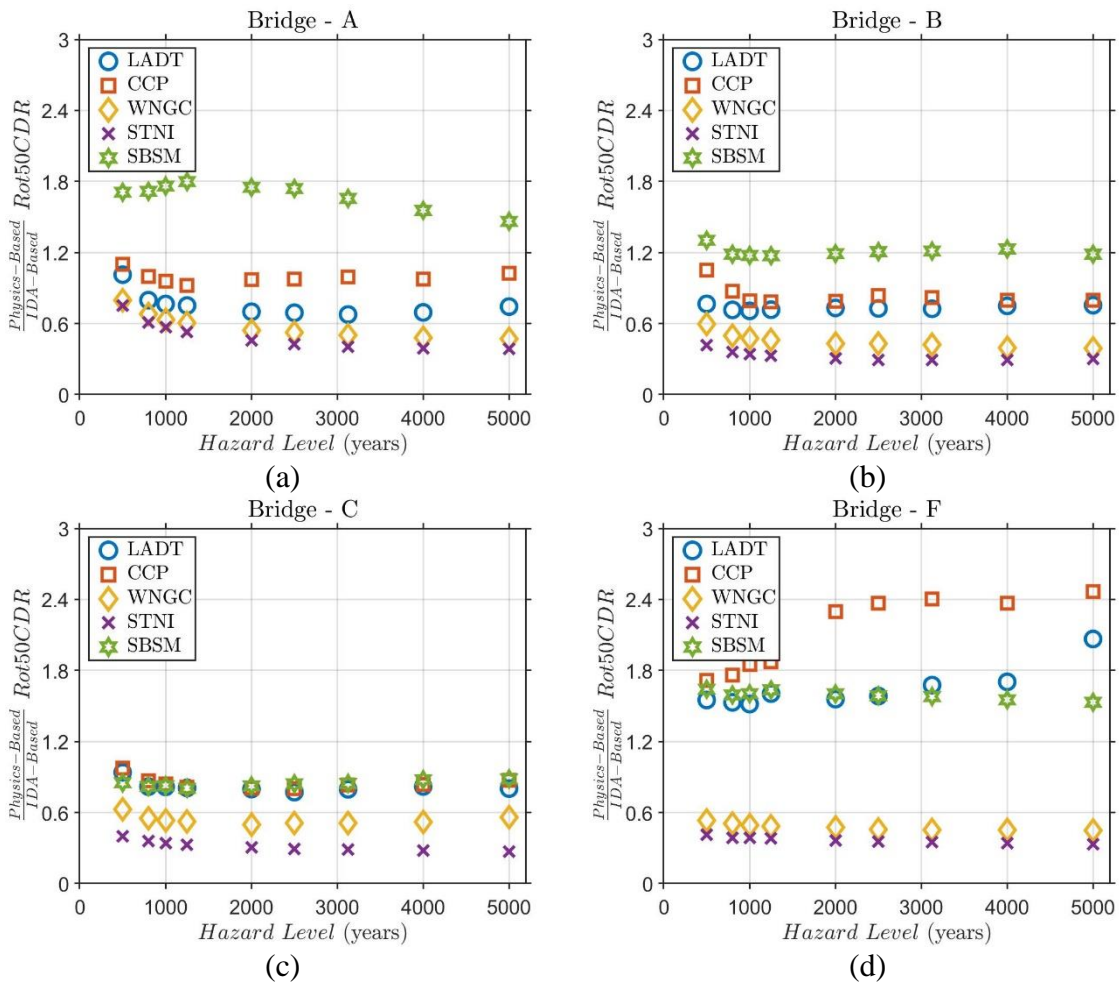 Bridge - A
3
2.4
1.8
1.2
0.6
0
LADT
CCP
WNGC
STNI
SBSM
Physics−Based
IDA−Based
Rot50CDR
0 1000 2000 3000 4000 5000
Hazard Level (years)
(a)
Bridge - B
3
2.4
1.8
1.2
0.6
0
LADT
CCP
WNGC
STNI
SBSM
Physics−Based
IDA−Based
Rot50CDR
0 1000 2000 3000 4000 5000
Hazard Level (years)
(b)
Bridge - C
3
2.4
1.8
1.2
0.6
0
LADT
CCP
WNGC
STNI
SBSM
Physics−Based
IDA−Based
Rot50CDR
0 1000 2000 3000 4000 5000
Hazard Level (years)
(c)
Bridge - F
3
2.4
1.8
1.2
0.6
0
LADT
CCP
WNGC
STNI
SBSM
Physics−Based
IDA−Based
Rot50CDR
0 1000 2000 3000 4000 5000
Hazard Level (years)
(d)